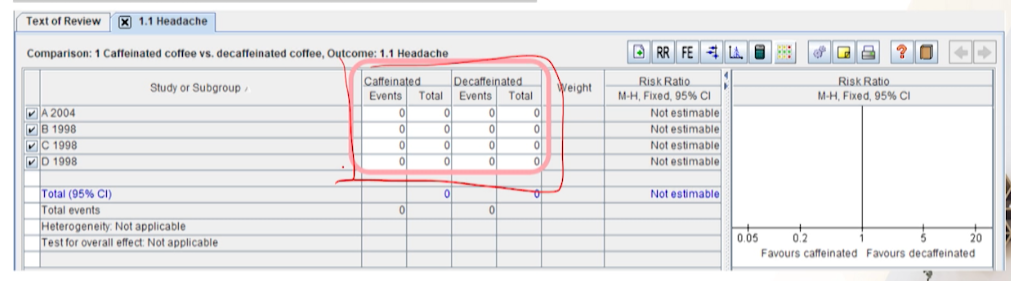 Text of Review 1.1 Headache
Comparison: 1 Caffeinated coffee vs. decaffeinated coffee, Outcome: 1.1 Headache RR FE ?
Study or Subgroup Caffeinated Decaffeinated Weight Risk Ratio Risk Ratio
Events Total Events Total M-H, Fixed, 95% CI M-H, Fixed, 95% CI
A 2004 0 0 0 0 Not estimable
B 1998 0 0 0 0 Not estimable
C 1998 0 0 0 0 Not estimable
D 1998 0 0 0 0 Not estimable
Total (95% CI) 0 0 Not estimable
Total events 0 0
Heterogeneity: Not applicable
Test for overall effect: Not applicable
0.05 0.2 1 5 20
Favours caffeinated Favours decaffeinated